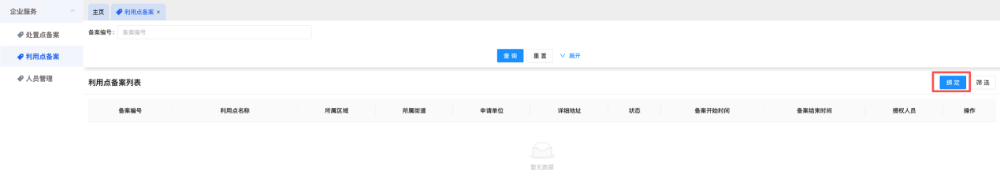 企业服务
主页 利用点备案 ×
处置点备案
备案编号: 备案编号
利用点备案
查 询 重 置 展开
人员管理
利用点备案列表
绑 定 筛 选
备案编号 利用点名称 所属区域 所属街道 申请单位 详细地址 状态 备案开始时间 备案结束时间 授权人员 操作
暂无数据